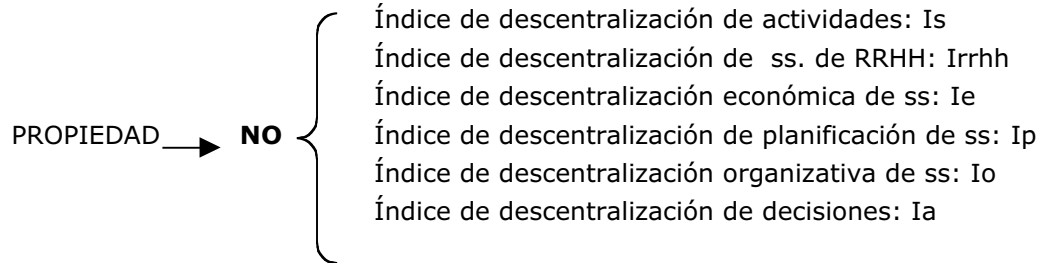 Índice de descentralización de actividades: Is
Índice de descentralización de ss. de RRHH: Irrhh
Índice de descentralización económica de ss: Ie
PROPIEDAD NO Índice de descentralización de planificación de ss: Ip
Índice de descentralización organizativa de ss: Io
Índice de descentralización de decisiones: Ia